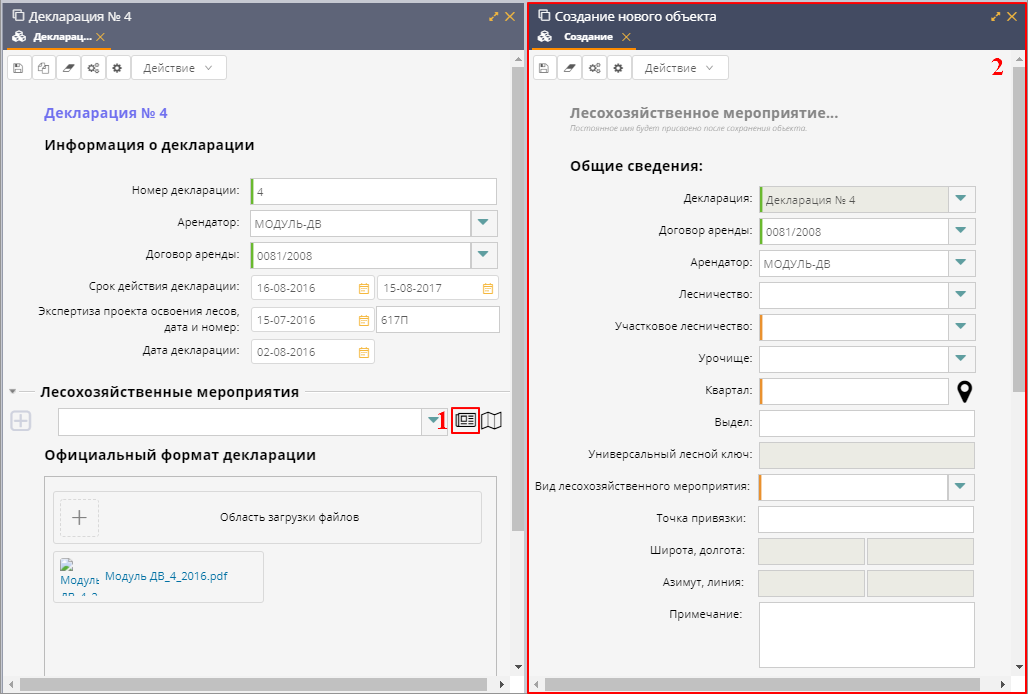 Декларация № 4
Декларац...
Действие
Декларация № 4
Информация о декларации
Номер декларации: 4
Арендатор: МОДУЛЬ-ДВ
Договор аренды: 0081/2008
Срок действия декларации: 16-08-2016 15-08-2017
Экспертиза проекта освоения лесов,
дата и номер: 15-07-2016 617П
Дата декларации: 02-08-2016
Лесохозяйственные мероприятия
1
Официальный формат декларации
Область загрузки файлов
Модуль ДВ_4_2016.pdf
Создание нового объекта
Создание
Действие
2
Лесохозяйственное мероприятие...
Постоянное имя будет присвоено после сохранения объекта.
Общие сведения:
Декларация: Декларация № 4
Договор аренды: 0081/2008
Арендатор: МОДУЛЬ-ДВ
Лесничество:
Участковое лесничество:
Урочище:
Квартал:
Выдел:
Универсальный лесной ключ:
Вид лесохозяйственного мероприятия:
Точка привязки:
Широта, долгота:
Азимут, линия:
Примечание: